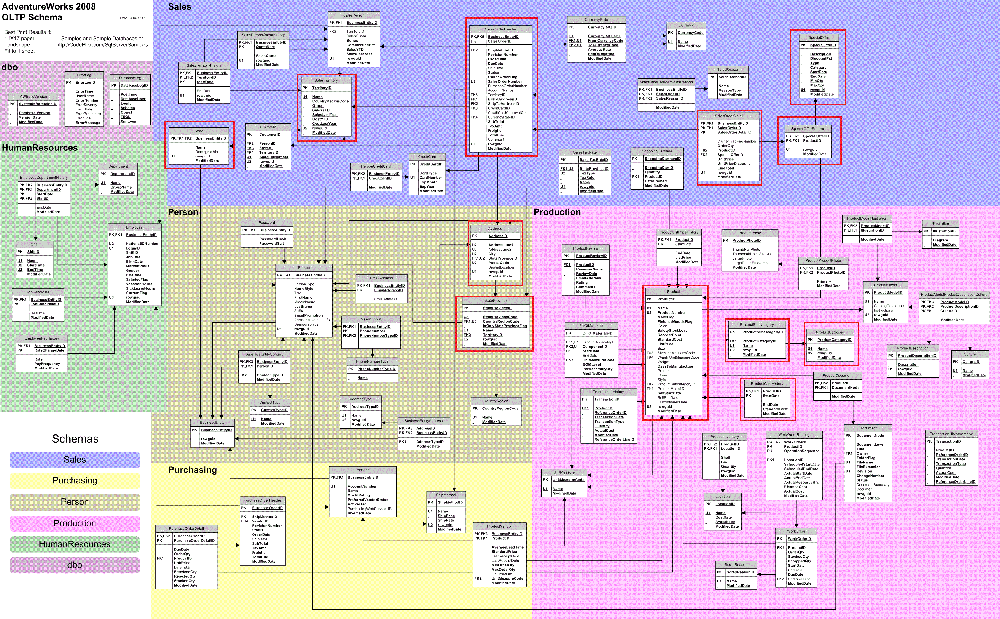 AdventureWorks 2008
OLTP Schema
Rev 10.00.0009
Best Print Results if:
11X17 paper
Landscape
Fit to 1 sheet
Samples and Sample Databases at
http://CodePlex.com/SqlServerSamples
dbo
AWBuildVersion
PK SystemInformationID
_ Database Version
_ VersionDate
_ ModifiedDate
ErrorLog
PK ErrorLogID
ErrorTime
UserName
ErrorNumber
ErrorSeverity
ErrorState
ErrorProcedure
ErrorLine
ErrorMessage
DatabaseLog
PK DatabaseLogID
_ PostTime
_ DatabaseUser
_ Event
_ Schema
_ Object
_ TSQL
_ XmlEvent
Sales
SalesPerson
PK,FK1 BusinessEntityID
FK2 TerritoryID
SalesQuota
Bonus
CommissionPct
SalesYTD
SalesLastYear
U1 rowguid
ModifiedDate
SalesPersonQuotaHistory
PK,FK1 BusinessEntityID
PK QuotaDate
SalesQuota
U1 rowguid
ModifiedDate
SalesTerritoryHistory
PK,FK1 BusinessEntityID
PK,FK2 TerritoryID
PK StartDate
EndDate
U1 rowguid
ModifiedDate
SalesTerritory
PK TerritoryID
U1 Name
_ CountryRegionCode
_ Group
_ SalesYTD
_ SalesLastYear
_ CostYTD
_ CostLastYear
U2 rowguid
_ ModifiedDate
Store
PK,FK1,FK2 BusinessEntityID
Name
Demographics
U1 rowguid
ModifiedDate
Customer
PK CustomerID
FK2 PersonID
FK3 StoreID
FK1 TerritoryID
U1 AccountNumber
U2 rowguid
_ ModifiedDate
PersonCreditCard
PK,FK2 BusinessEntityID
PK,FK1 CreditCardID
ModifiedDate
CreditCard
PK CreditCardID
CardType
U1 CardNumber
ExpMonth
ExpYear
ModifiedDate
SalesOrderHeader
PK,FK5 BusinessEntityID
PK SalesOrderID
FK7 ShipMethodID
RevisionNumber
OrderDate
DueDate
ShipDate
Status
OnlineOrderFlag
U2 SalesOrderNumber
PurchaseOrderNumber
AccountNumber
FK6 TerritoryID
FK1 BillToAddressID
FK2 ShipToAddressID
FK8 CreditCardID
CreditCardApprovalCode
FK4 CurrencyRateID
SubTotal
TaxAmt
Freight
TotalDue
Comment
U1 rowguid
ModifiedDate
CurrencyRate
PK CurrencyRateID
U1 CurrencyRateDate
FK1,U1 FromCurrencyCode
FK2,U1 ToCurrencyCode
_ AverageRate
_ EndOfDayRate
_ ModifiedDate
Currency
PK CurrencyCode
U1 Name
_ ModifiedDate
SalesOrderHeaderSalesReason
PK,FK1 BusinessEntityID
PK,FK1 SalesOrderID
PK,FK2 SalesReasonID
ModifiedDate
SalesReason
PK SalesReasonID
_ Name
_ ReasonType
_ ModifiedDate
SpecialOffer
PK SpecialOfferID
_ Description
_ DiscountPct
_ Type
_ Category
_ StartDate
_ EndDate
_ MinQty
_ MaxQty
U1 rowguid
_ ModifiedDate
SalesOrderDetail
PK,FK1 BusinessEntityID
PK,FK1 SalesOrderID
PK SalesOrderDetailID
CarrierTrackingNumber
OrderQty
FK2 ProductID
FK2 SpecialOfferID
UnitPrice
UnitPriceDiscount
LineTotal
U1 rowguid
ModifiedDate
SpecialOfferProduct
PK,FK2 SpecialOfferID
PK,FK1 ProductID
U1 rowguid
ModifiedDate
SalesTaxRate
PK SalesTaxRateID
FK1,U2 StateProvinceID
U2 TaxType
_ TaxRate
_ Name
U1 rowguid
_ ModifiedDate
ShoppingCartItem
PK ShoppingCartItemID
_ ShoppingCartID
_ Quantity
FK1 ProductID
_ DateCreated
_ ModifiedDate
HumanResources
Department
PK DepartmentID
U1 Name
_ GroupName
_ ModifiedDate
EmployeeDepartmentHistory
PK,FK2 BusinessEntityID
PK,FK1 DepartmentID
PK StartDate
PK,FK3 ShiftID
EndDate
ModifiedDate
Shift
PK ShiftID
U1 Name
U2 StartTime
U2 EndTime
_ ModifiedDate
Employee
PK,FK1 BusinessEntityID
U2 NationalIDNumber
U1 LoginID
ShiftID
JobTitle
BirthDate
MaritalStatus
Gender
HireDate
SalariedFlag
VacationHours
SickLeaveHours
CurrentFlag
U3 rowguid
ModifiedDate
JobCandidate
PK,FK1 BusinessEntityID
PK JobCandidateID
Resume
ModifiedDate
EmployeePayHistory
PK,FK1 BusinessEntityID
PK RateChangeDate
Rate
PayFrequency
ModifiedDate
Person
Password
PK,FK1 BusinessEntityID
PasswordHash
PasswordSalt
Person
PK,FK1 BusinessEntityID
PersonType
NameStyle
Title
FirstName
MiddleName
LastName
Suffix
EmailPromotion
AdditionalContactInfo
Demographics
U1 rowguid
ModifiedDate
EmailAddress
PK,FK1 BusinessEntityID
PK EmailAddressID
EmailAddress
PersonPhone
PK,FK1 BusinessEntityID
PK PhoneNumber
PK,FK2 PhoneNumberTypeID
PhoneNumberType
PK PhoneNumberTypeID
_ Name
Address
PK AddressID
U2 AddressLine1
U2 AddressLine2
U2 City
FK1,U2 StateProvinceID
U2 PostalCode
SpatialLocation
U1 rowguid
ModifiedDate
StateProvince
PK StateProvinceID
U3 StateProvinceCode
FK1,U3 CountryRegionCode
_ IsOnlyStateProvinceFlag
U1 Name
FK2 TerritoryID
U2 rowguid
_ ModifiedDate
BusinessEntityContact
PK,FK3 BusinessEntityID
PK,FK1 PersonID
FK2 ContactTypeID
ModifiedDate
ContactType
PK ContactTypeID
U1 Name
_ ModifiedDate
AddressType
PK AddressTypeID
U1 Name
U2 rowguid
_ ModifiedDate
CountryRegion
PK CountryRegionCode
U1 Name
_ ModifiedDate
BusinessEntity
PK BusinessEntityID
rowguid
ModifiedDate
BusinessEntityAddress
PK,FK3 AddressID
PK,FK2 BusinessEntityID
FK1 AddressTypeID
ModifiedDate
Production
ProductReview
PK ProductReviewID
FK1 ProductID
_ ReviewerName
_ ReviewDate
_ EmailAddress
_ Rating
_ Comments
_ ModifiedDate
ProductListPriceHistory
PK,FK1 ProductID
PK StartDate
EndDate
ListPrice
ModifiedDate
ProductPhoto
PK ProductPhotoID
ThumbNailPhoto
ThumbnailPhotoFileName
LargePhoto
LargePhotoFileName
ModifiedDate
ProductProductPhoto
PK,FK1 ProductID
PK,FK2 ProductPhotoID
Primary
ModifiedDate
ProductModelIllustration
PK,FK2 ProductModelID
PK,FK1 IllustrationID
ModifiedDate
Illustration
PK IllustrationID
_ Diagram
_ ModifiedDate
ProductModel
PK ProductModelID
U1 Name
CatalogDescription
Instructions
U2 rowguid
ModifiedDate
ProductModelProductDescriptionCulture
PK,FK3 ProductModelID
PK,FK2 ProductDescriptionID
PK,FK1 CultureID
ModifiedDate
Product
PK ProductID
U1 Name
U2 ProductNumber
MakeFlag
FinishedGoodsFlag
Color
SafetyStockLevel
ReorderPoint
StandardCost
ListPrice
Size
FK3 SizeUnitMeasureCode
FK4 WeightUnitMeasureCode
Weight
DaysToManufacture
ProductLine
Class
Style
FK2 ProductSubcategoryID
FK1 ProductModelID
SellStartDate
SellEndDate
DiscontinuedDate
U3 rowguid
ModifiedDate
BillOfMaterials
PK BillOfMaterialsID
FK1,U1 ProductAssemblyID
FK2,U1 ComponentID
U1 StartDate
EndDate
FK3 UnitMeasureCode
BOMLevel
PerAssemblyQty
ModifiedDate
ProductSubcategory
PK ProductSubcategoryID
FK1 ProductCategoryID
U1 Name
U2 rowguid
_ ModifiedDate
ProductCategory
PK ProductCategoryID
U1 Name
U2 rowguid
_ ModifiedDate
ProductDescription
PK ProductDescriptionID
_ Description
U1 rowguid
_ ModifiedDate
Culture
PK CultureID
U1 Name
_ ModifiedDate
ProductCostHistory
PK,FK1 ProductID
PK StartDate
EndDate
StandardCost
ModifiedDate
ProductDocument
PK,FK2 ProductID
PK,FK1 DocumentNode
ModifiedDate
TransactionHistory
PK TransactionID
FK1 ProductID
_ ReferenceOrderID
_ TransactionDate
_ TransactionType
_ Quantity
_ ActualCost
_ ModifiedDate
_ ReferenceOrderLineID
ProductInventory
PK,FK2 ProductID
PK,FK1 LocationID
Shelf
Bin
Quantity
rowguid
ModifiedDate
WorkOrderRouting
PK,FK2 WorkOrderID
PK ProductID
PK OperationSequence
FK1 LocationID
ScheduledStartDate
ScheduledEndDate
ActualStartDate
ActualEndDate
ActualResourceHrs
PlannedCost
ActualCost
ModifiedDate
Document
PK DocumentNode
DocumentLevel
Title
FK1 Owner
FolderFlag
U1 FileName
FileExtension
U1 Revision
ChangeNumber
Status
DocumentSummary
Document
rowguid
ModifiedDate
TransactionHistoryArchive
PK TransactionID
_ ProductID
_ ReferenceOrderID
_ TransactionDate
_ TransactionType
_ Quantity
_ ActualCost
_ ModifiedDate
_ ReferenceOrderLineID
UnitMeasure
PK UnitMeasureCode
U1 Name
_ ModifiedDate
Location
PK LocationID
U1 Name
_ CostRate
_ Availability
_ ModifiedDate
WorkOrder
PK WorkOrderID
FK1 ProductID
OrderQty
StockedQty
ScrappedQty
StartDate
EndDate
DueDate
FK2 ScrapReasonID
ModifiedDate
ScrapReason
PK ScrapReasonID
U1 Name
_ ModifiedDate
Purchasing
Vendor
PK,FK1 BusinessEntityID
U1 AccountNumber
Name
CreditRating
PreferredVendorStatus
ActiveFlag
PurchasingWebServiceURL
ModifiedDate
PurchaseOrderHeader
PK PurchaseOrderID
FK1 ShipMethodID
FK4 VendorID
RevisionNumber
Status
OrderDate
ShipDate
SubTotal
TaxAmt
Freight
TotalDue
ModifiedDate
ShipMethod
PK ShipMethodID
U1 Name
_ ShipBase
_ ShipRate
U2 rowguid
_ ModifiedDate
PurchaseOrderDetail
PK,FK2 PurchaseOrderID
PK PurchaseOrderDetailID
DueDate
OrderQty
FK1 ProductID
UnitPrice
LineTotal
ReceivedQty
RejectedQty
StockedQty
ModifiedDate
ProductVendor
PK,FK3 BusinessEntityID
PK,FK1 ProductID
AverageLeadTime
StandardPrice
LastReceiptCost
LastReceiptDate
MinOrderQty
MaxOrderQty
OnOrderQty
FK2 UnitMeasureCode
ModifiedDate
Schemas
Sales
Purchasing
Person
Production
HumanResources
dbo